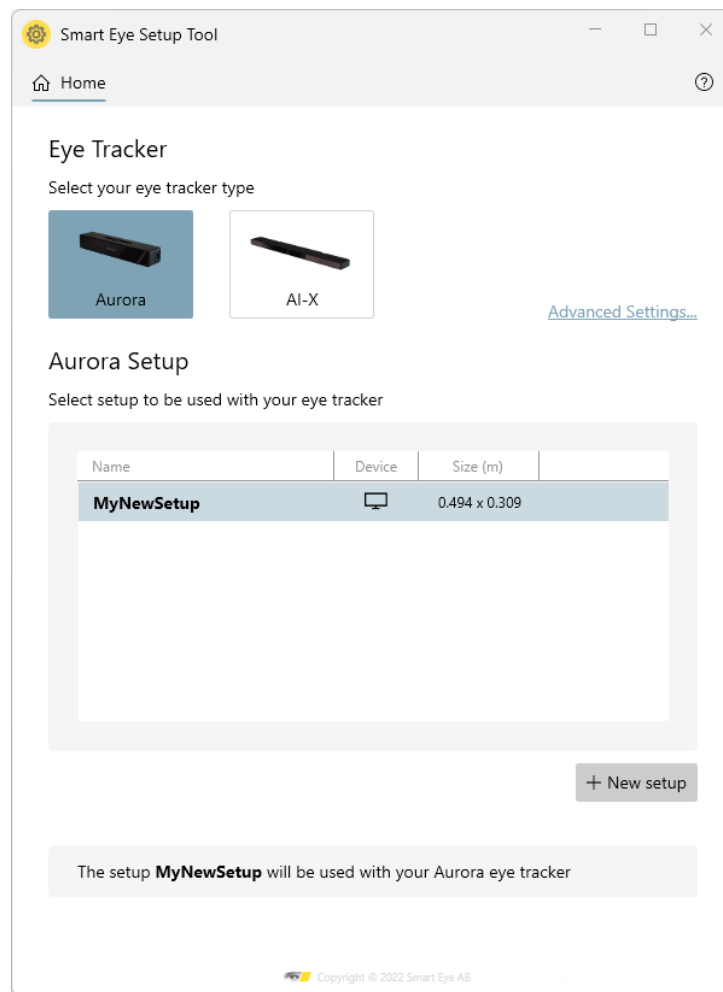 Smart Eye Setup Tool
Home
Eye Tracker
Select your eye tracker type
Aurora
AI-X
Advanced Settings...
Aurora Setup
Select setup to be used with your eye tracker
Name Device Size (m)
MyNewSetup 0.494 x 0.309
+ New setup
The setup MyNewSetup will be used with your Aurora eye tracker
Copyright © 2022 Smart Eye AB